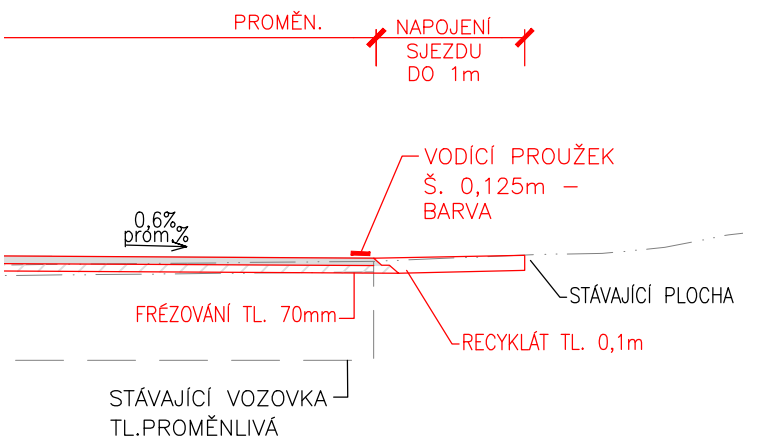 PROMĚN.
NAPOJENÍ
SJEZDU
DO 1m
VODÍCÍ PROUŽEK
Š. 0,125m –
BARVA
0,6%
prom.%
STÁVAJÍCÍ PLOCHA
FRÉZOVÁNÍ TL. 70mm
RECYKLÁT TL. 0,1m
STÁVAJÍCÍ VOZOVKA
TL.PROMĚNLIVÁ